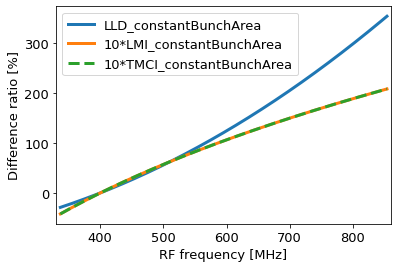 LLD_constantBunchArea
10*LMI_constantBunchArea
10*TMCI_constantBunchArea
Difference ratio [%]
300
200
100
0
400 500 600 700 800
RF frequency [MHz]